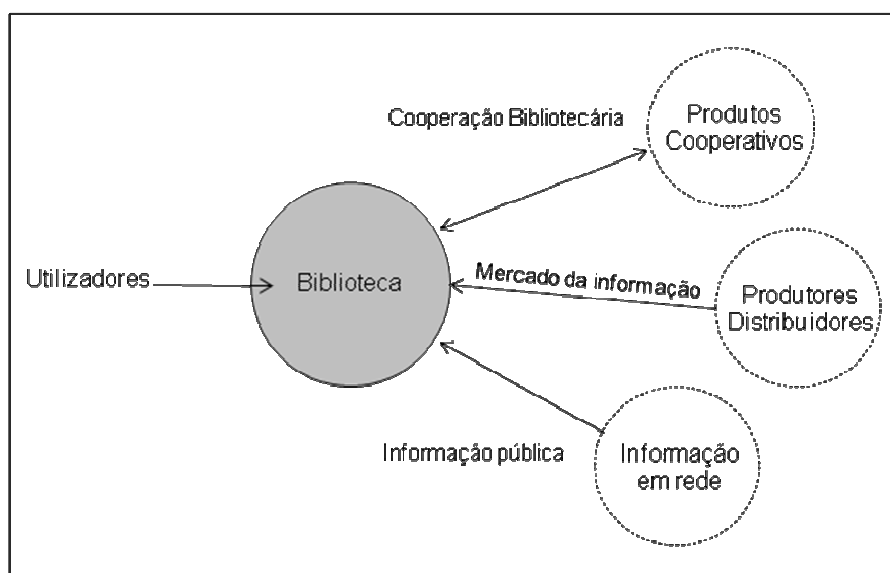 Cooperação Bibliotecária
Produtos
Cooperativos
Utilizadores
Biblioteca
Mercado da informação
Produtores
Distribuidores
Informação pública
Informação
em rede